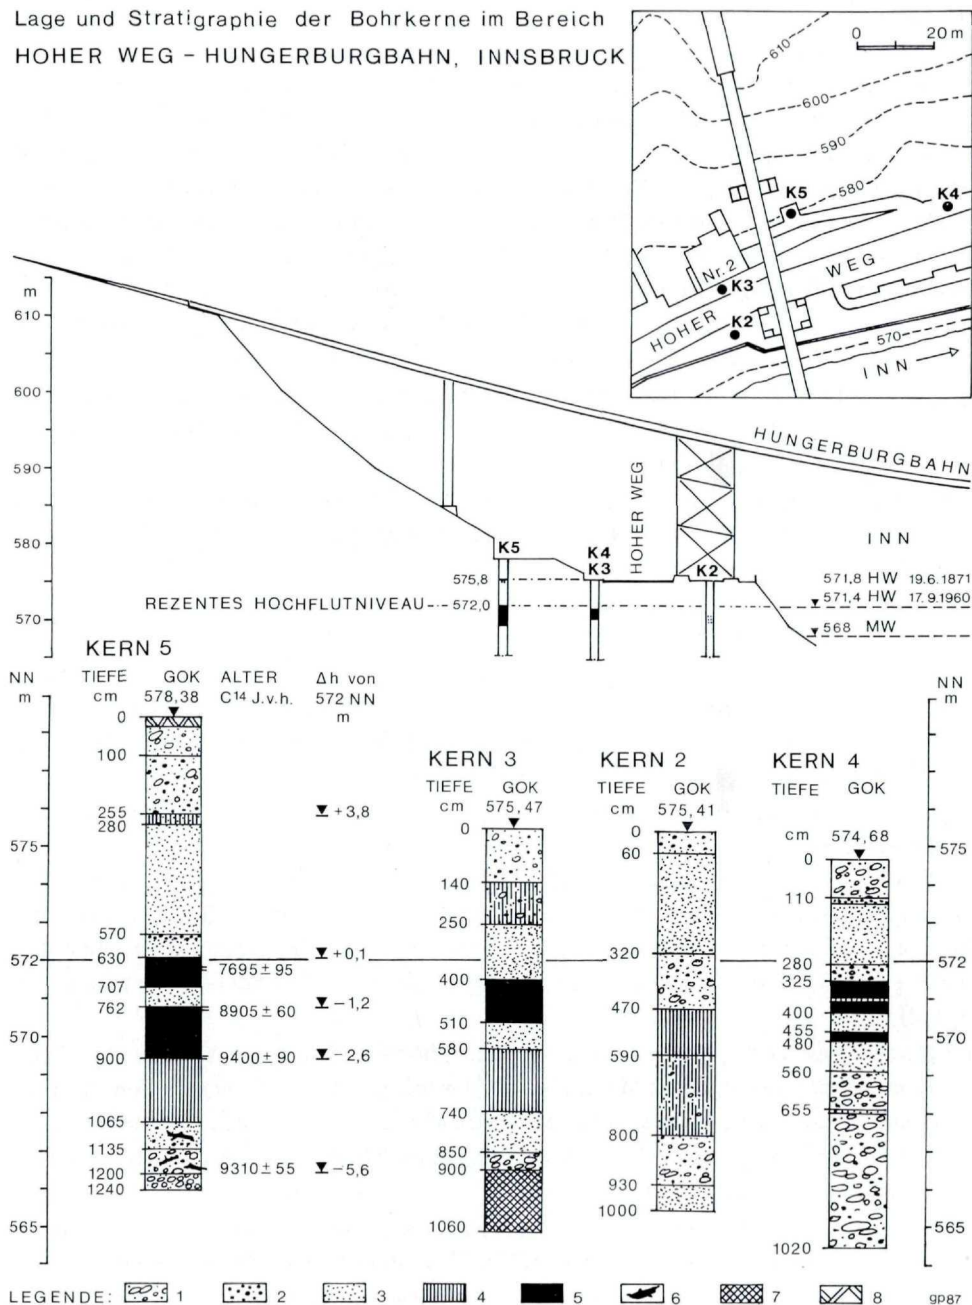 Lage und Stratigraphie der Bohrkerne im Bereich
HOHER WEG – HUNGERBURGBAHN, INNSBRUCK
0 20 m
610
600
590
580
K5
K4
Nr. 2
WEG
K3
HOHER
K2
570
INN
m
610
600
590
580
570
HUNGERBURGBAHN
HOHER WEG
K5
K4
K3
K2
INN
575,8
571,8 HW 19.6.1871
REZENTES HOCHFLUTNIVEAU
572,0
571,4 HW 17.9.1960
568 MW
KERN 5
NN
m
TIEFE
cm
GOK
578,38
ALTER
C14 J.v.h.
Δh von
572 NN
m
0
100
255
280
570
630
707
762
900
1065
1135
1200
1240
7695 ± 95
8905 ± 60
9400 ± 90
9310 ± 55
+3,8
+0,1
−1,2
−2,6
−5,6
575
572
570
565
KERN 3
TIEFE
cm
GOK
575,47
0
140
250
400
510
580
740
850
900
1060
KERN 2
TIEFE
cm
GOK
575,41
0
60
320
470
590
800
930
1000
KERN 4
TIEFE
cm
GOK
574,68
0
110
280
325
400
455
480
560
655
1020
NN
m
575
572
570
565
LEGENDE: 1 2 3 4 5 6 7 8 gp87